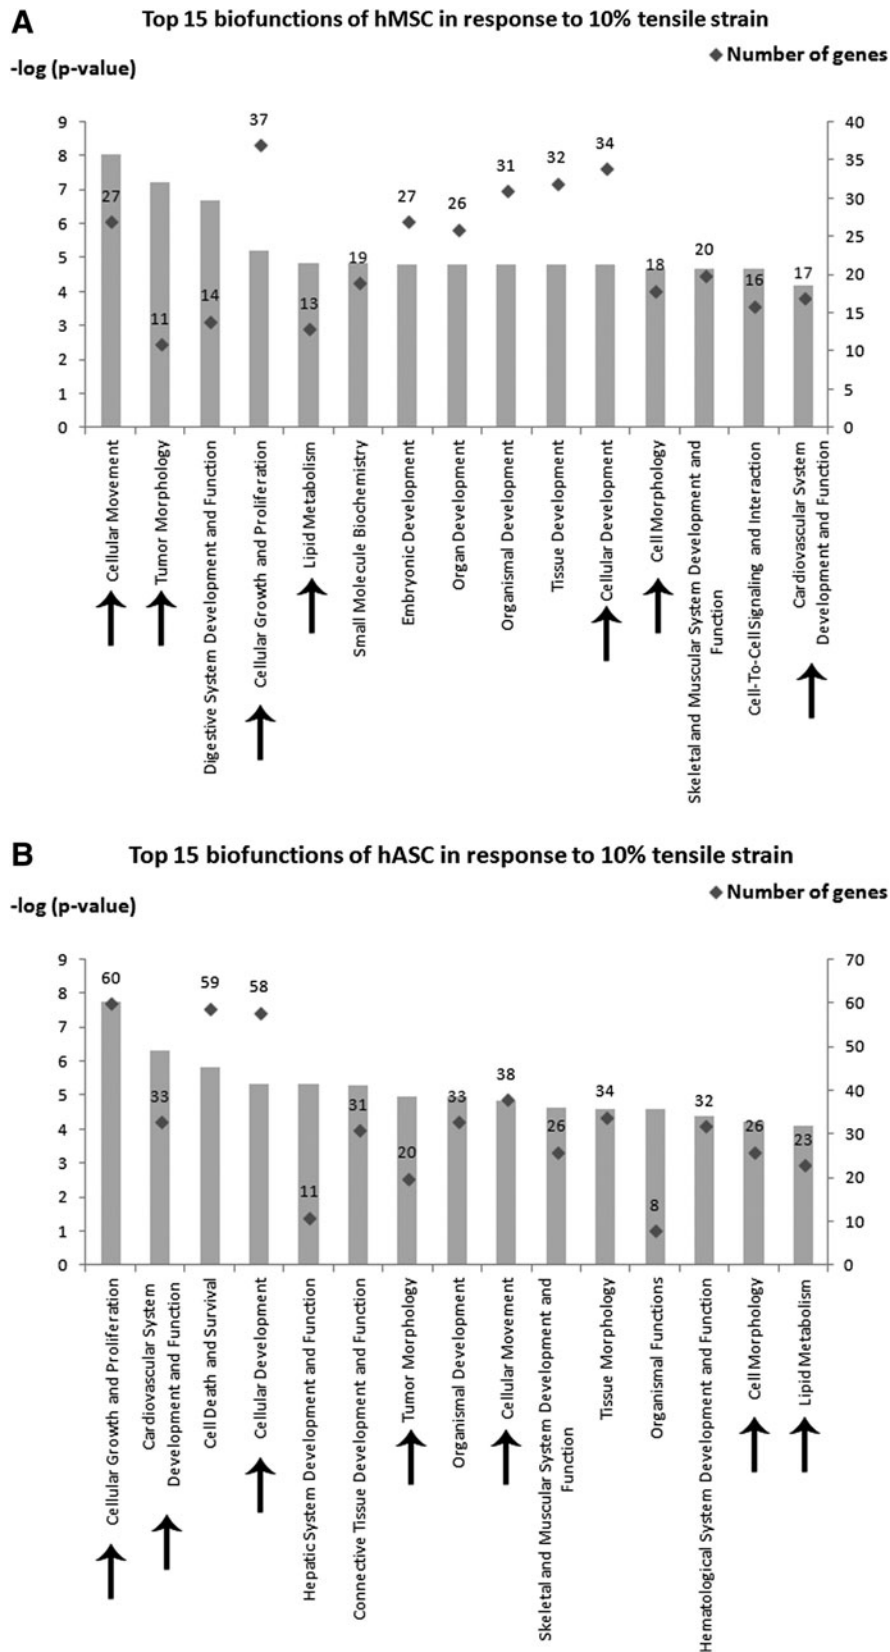 A
Top 15 biofunctions of hMSC in response to 10% tensile strain
-log (p-value)
Number of genes
9
8
7
6
5
4
3
2
1
0
27
11
14
37
13
19
27
26
31
32
34
18
20
16
17
40
35
30
25
20
15
10
5
0
Cellular Movement
Tumor Morphology
Digestive System Development and Function
Cellular Growth and Proliferation
Lipid Metabolism
Small Molecule Biochemistry
Embryonic Development
Organ Development
Organismal Development
Tissue Development
Cellular Development
Cell Morphology
Skeletal and Muscular System Development and
Function
Cell-To-Cell Signaling and Interaction
Cardiovascular System
Development and Function
B
Top 15 biofunctions of hASC in response to 10% tensile strain
-log (p-value)
Number of genes
9
8
7
6
5
4
3
2
1
0
60
33
59
58
11
31
20
33
38
26
34
8
32
26
23
70
60
50
40
30
20
10
0
Cellular Growth and Proliferation
Cardiovascular System
Development and Function
Cell Death and Survival
Cellular Development
Hepatic System Development and Function
Connective Tissue Development and Function
Tumor Morphology
Organismal Development
Cellular Movement
Skeletal and Muscular System Development and
Function
Tissue Morphology
Organismal Functions
Hematological System Development and Function
Cell Morphology
Lipid Metabolism